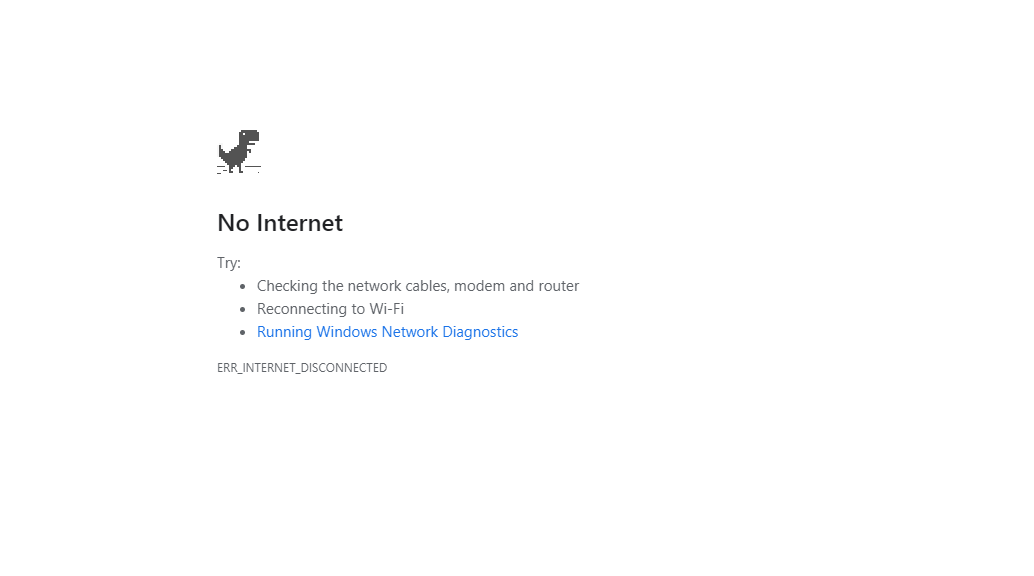 No Internet
Try:
Checking the network cables, modem and router
Reconnecting to Wi-Fi
Running Windows Network Diagnostics
ERR_INTERNET_DISCONNECTED